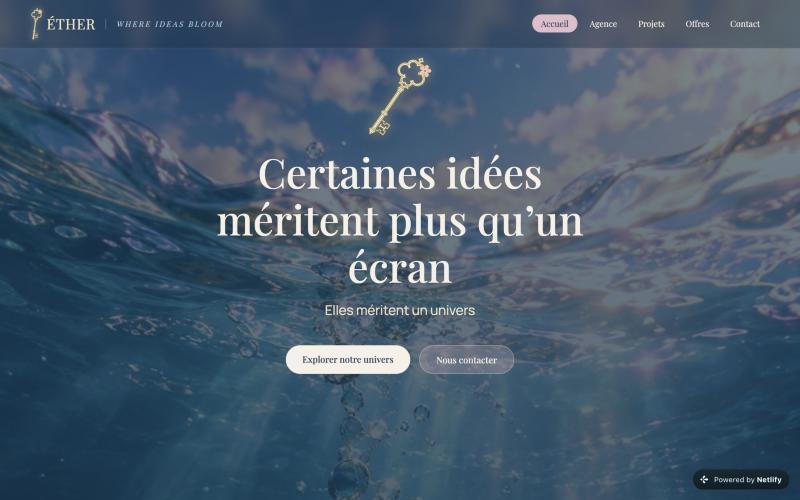 ÉTHER
WHERE IDEAS BLOOM
Accueil
Agence
Projets
Offres
Contact
Certaines idées
méritent plus qu’un
écran
Elles méritent un univers
Explorer notre univers
Nous contacter
Powered by Netlify